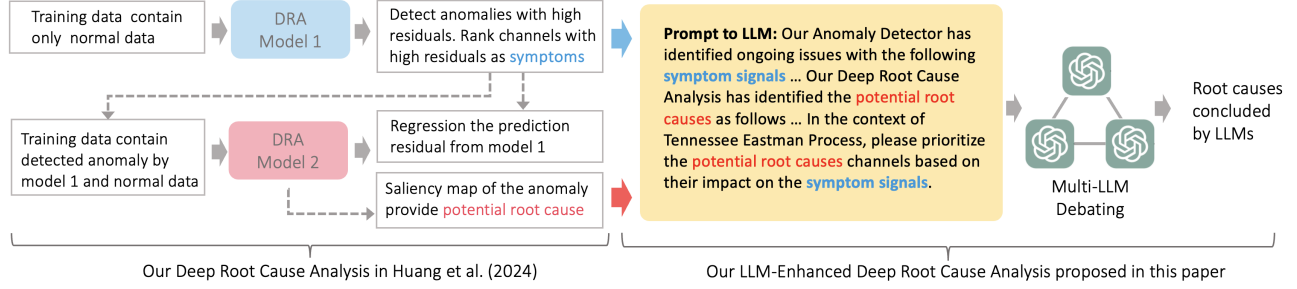 Training data contain
only normal data
DRA
Model 1
Detect anomalies with high
residuals. Rank channels with
high residuals as symptoms
Training data contain
detected anomaly by
model 1 and normal data
DRA
Model 2
Regression the prediction
residual from model 1
Saliency map of the anomaly
provide potential root cause
Our Deep Root Cause Analysis in Huang et al. (2024)
Prompt to LLM: Our Anomaly Detector has
identified ongoing issues with the following
symptom signals ... Our Deep Root Cause
Analysis has identified the potential root
causes as follows ... In the context of
Tennessee Eastman Process, please prioritize
the potential root causes channels based on
their impact on the symptom signals.
Multi-LLM
Debating
Root causes
concluded
by LLMs
Our LLM-Enhanced Deep Root Cause Analysis proposed in this paper